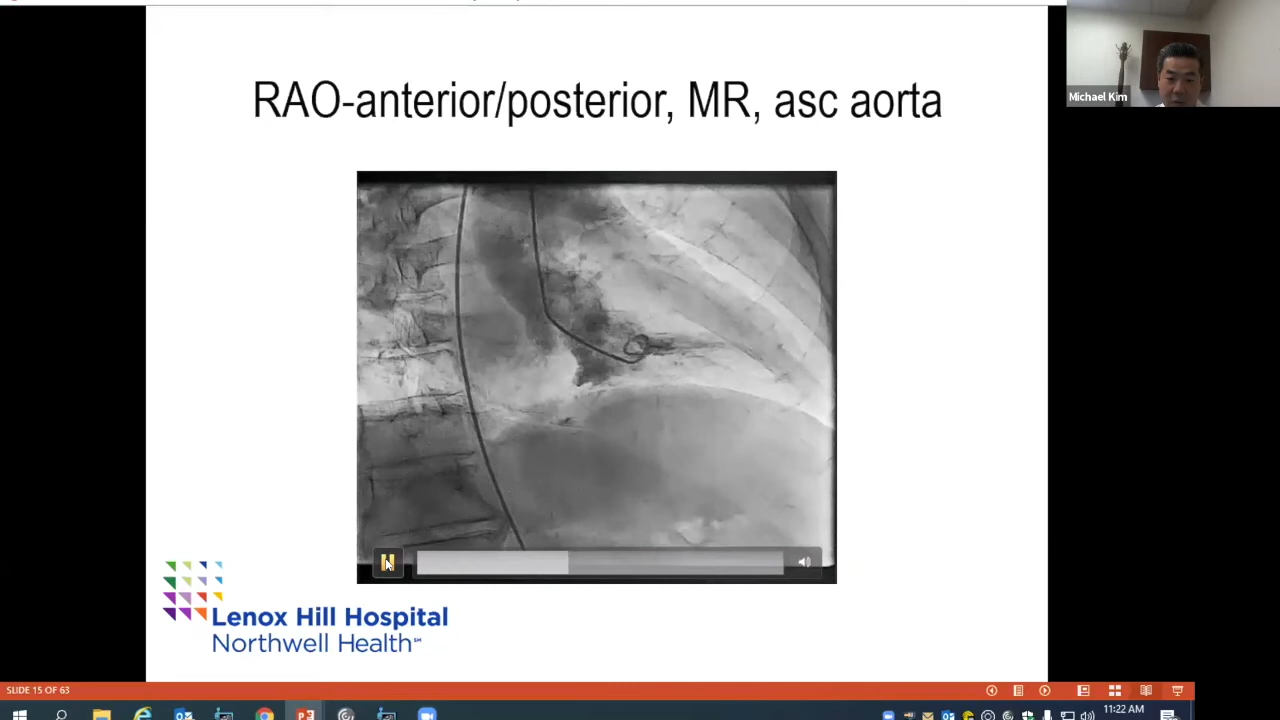 RAO-anterior/posterior, MR, asc aorta
Michael Kim
Lenox Hill Hospital
Northwell Health℠
SLIDE 15 OF 63
11:22 AM